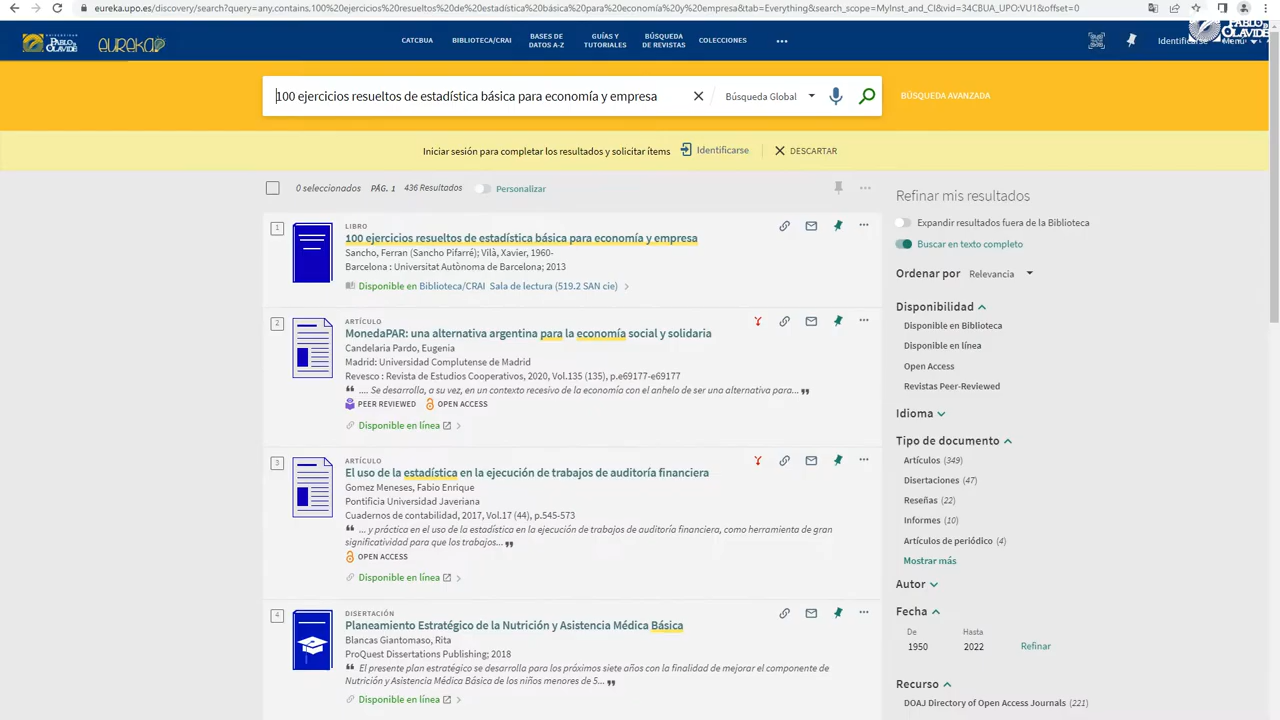 eureka.upo.es/discovery/search?query=any,contains,100%20ejercicios%20resueltos%20de%20estadística%20básica%20para%20economía%20y%20empresa&tab=Everything&search_scope=MyInst_and_CI&vid=34CBUA_UPO:VU1&offset=0
PABLO OLAVIDE
eureka
CATCBUA
BIBLIOTECA/CRAI
BASES DE
DATOS A-Z
GUÍAS Y
TUTORIALES
BÚSQUEDA
DE REVISTAS
COLECCIONES
Identificarse
Menú
PABLO
OLAVIDE
100 ejercicios resueltos de estadística básica para economía y empresa
Búsqueda Global
BÚSQUEDA AVANZADA
Iniciar sesión para completar los resultados y solicitar ítems
Identificarse
DESCARTAR
0 seleccionados PÁG. 1 436 Resultados Personalizar
1
LIBRO
100 ejercicios resueltos de estadística básica para economía y empresa
Sancho, Ferran (Sancho Pifarré); Vilà, Xavier, 1960-
Barcelona : Universitat Autònoma de Barcelona; 2013
Disponible en Biblioteca/CRAI Sala de lectura (519.2 SAN cie)
2
ARTÍCULO
MonedaPAR: una alternativa argentina para la economía social y solidaria
Candelaria Pardo, Eugenia
Madrid: Universidad Complutense de Madrid
Revesco : Revista de Estudios Cooperativos, 2020, Vol.135 (135), p.e69177-e69177
❝ .... Se desarrolla, a su vez, en un contexto recesivo de la economía con el anhelo de ser una alternativa para... ❞
PEER REVIEWED OPEN ACCESS
Disponible en línea
3
ARTÍCULO
El uso de la estadística en la ejecución de trabajos de auditoría financiera
Gomez Meneses, Fabio Enrique
Pontificia Universidad Javeriana
Cuadernos de contabilidad, 2017, Vol.17 (44), p.545-573
❝ ... y práctica en el uso de la estadística en la ejecución de trabajos de auditoría financiera, como herramienta de gran
significatividad para que los trabajos... ❞
OPEN ACCESS
Disponible en línea
4
DISERTACIÓN
Planeamiento Estratégico de la Nutrición y Asistencia Médica Básica
Blancas Giantomaso, Rita
ProQuest Dissertations Publishing; 2018
❝ El presente plan estratégico se desarrolla para los próximos siete años con la finalidad de mejorar el componente de
Nutrición y Asistencia Médica Básica de los niños menores de 5... ❞
Disponible en línea
Refinar mis resultados
Expandir resultados fuera de la Biblioteca
Buscar en texto completo
Ordenar por Relevancia
Disponibilidad
Disponible en Biblioteca
Disponible en línea
Open Access
Revistas Peer-Reviewed
Idioma
Tipo de documento
Artículos (349)
Disertaciones (47)
Reseñas (22)
Informes (10)
Artículos de periódico (4)
Mostrar más
Autor
Fecha
De Hasta
1950 2022 Refinar
Recurso
DOAJ Directory of Open Access Journals (221)